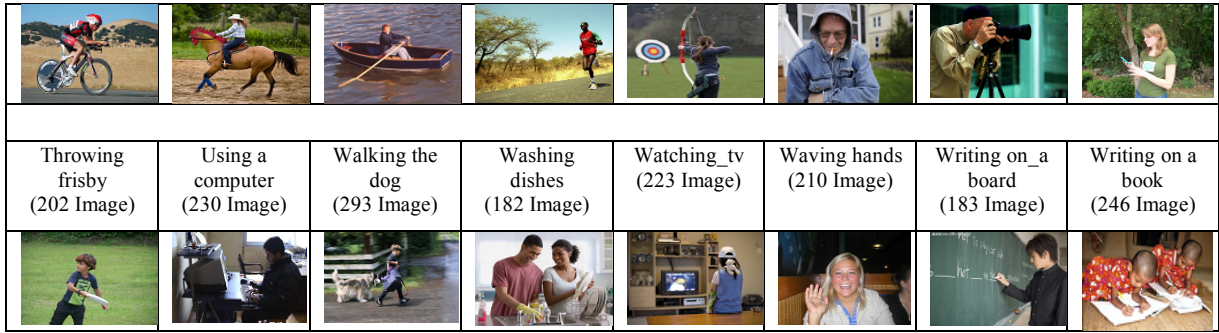 Throwing
frisby
(202 Image)
Using a
computer
(230 Image)
Walking the
dog
(293 Image)
Washing
dishes
(182 Image)
Watching_tv
(223 Image)
Waving hands
(210 Image)
Writing on_a
board
(183 Image)
Writing on a
book
(246 Image)